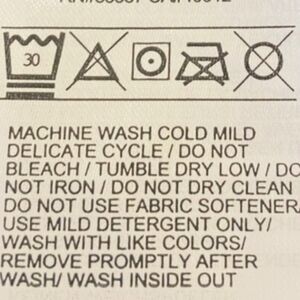 30
MACHINE WASH COLD MILD
DELICATE CYCLE / DO NOT
BLEACH / TUMBLE DRY LOW / DO
NOT IRON / DO NOT DRY CLEAN
DO NOT USE FABRIC SOFTENER
USE MILD DETERGENT ONLY/
WASH WITH LIKE COLORS/
REMOVE PROMPTLY AFTER
WASH/ WASH INSIDE OUT